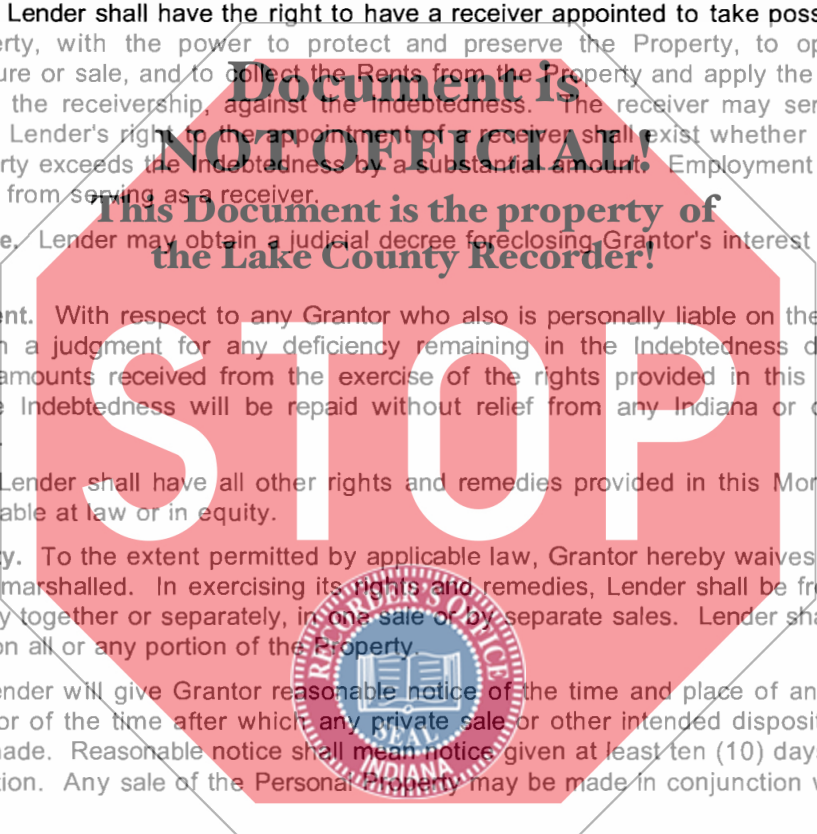 Lender shall have the right to have a receiver appointed to take poss
erty, with the power to protect and preserve the Property, to op
ure or sale, and to collect the Rents from the Property and apply the
the receivership, against the Indebtedness. The receiver may ser
Lender's right to the appointment of a receiver shall exist whether
rty exceeds the Indebtedness by a substantial amount. Employment
from serving as a receiver.
e. Lender may obtain a judicial decree foreclosing Grantor's interest
nt. With respect to any Grantor who also is personally liable on the
n a judgment for any deficiency remaining in the Indebtedness d
amounts received from the exercise of the rights provided in this
e Indebtedness will be repaid without relief from any Indiana or o
Lender shall have all other rights and remedies provided in this Mor
able at law or in equity.
y. To the extent permitted by applicable law, Grantor hereby waives
marshalled. In exercising its rights and remedies, Lender shall be fr
y together or separately, in one sale or by separate sales. Lender sha
on all or any portion of the Property.
ender will give Grantor reasonable notice of the time and place of an
or of the time after which any private sale or other intended disposit
nade. Reasonable notice shall mean notice given at least ten (10) days
tion. Any sale of the Personal Property may be made in conjunction w
Document is
NOT OFFICIAL!
This Document is the property of
the Lake County Recorder!
STOP
RECORDER'S OFFICE
SEAL
INDIANA